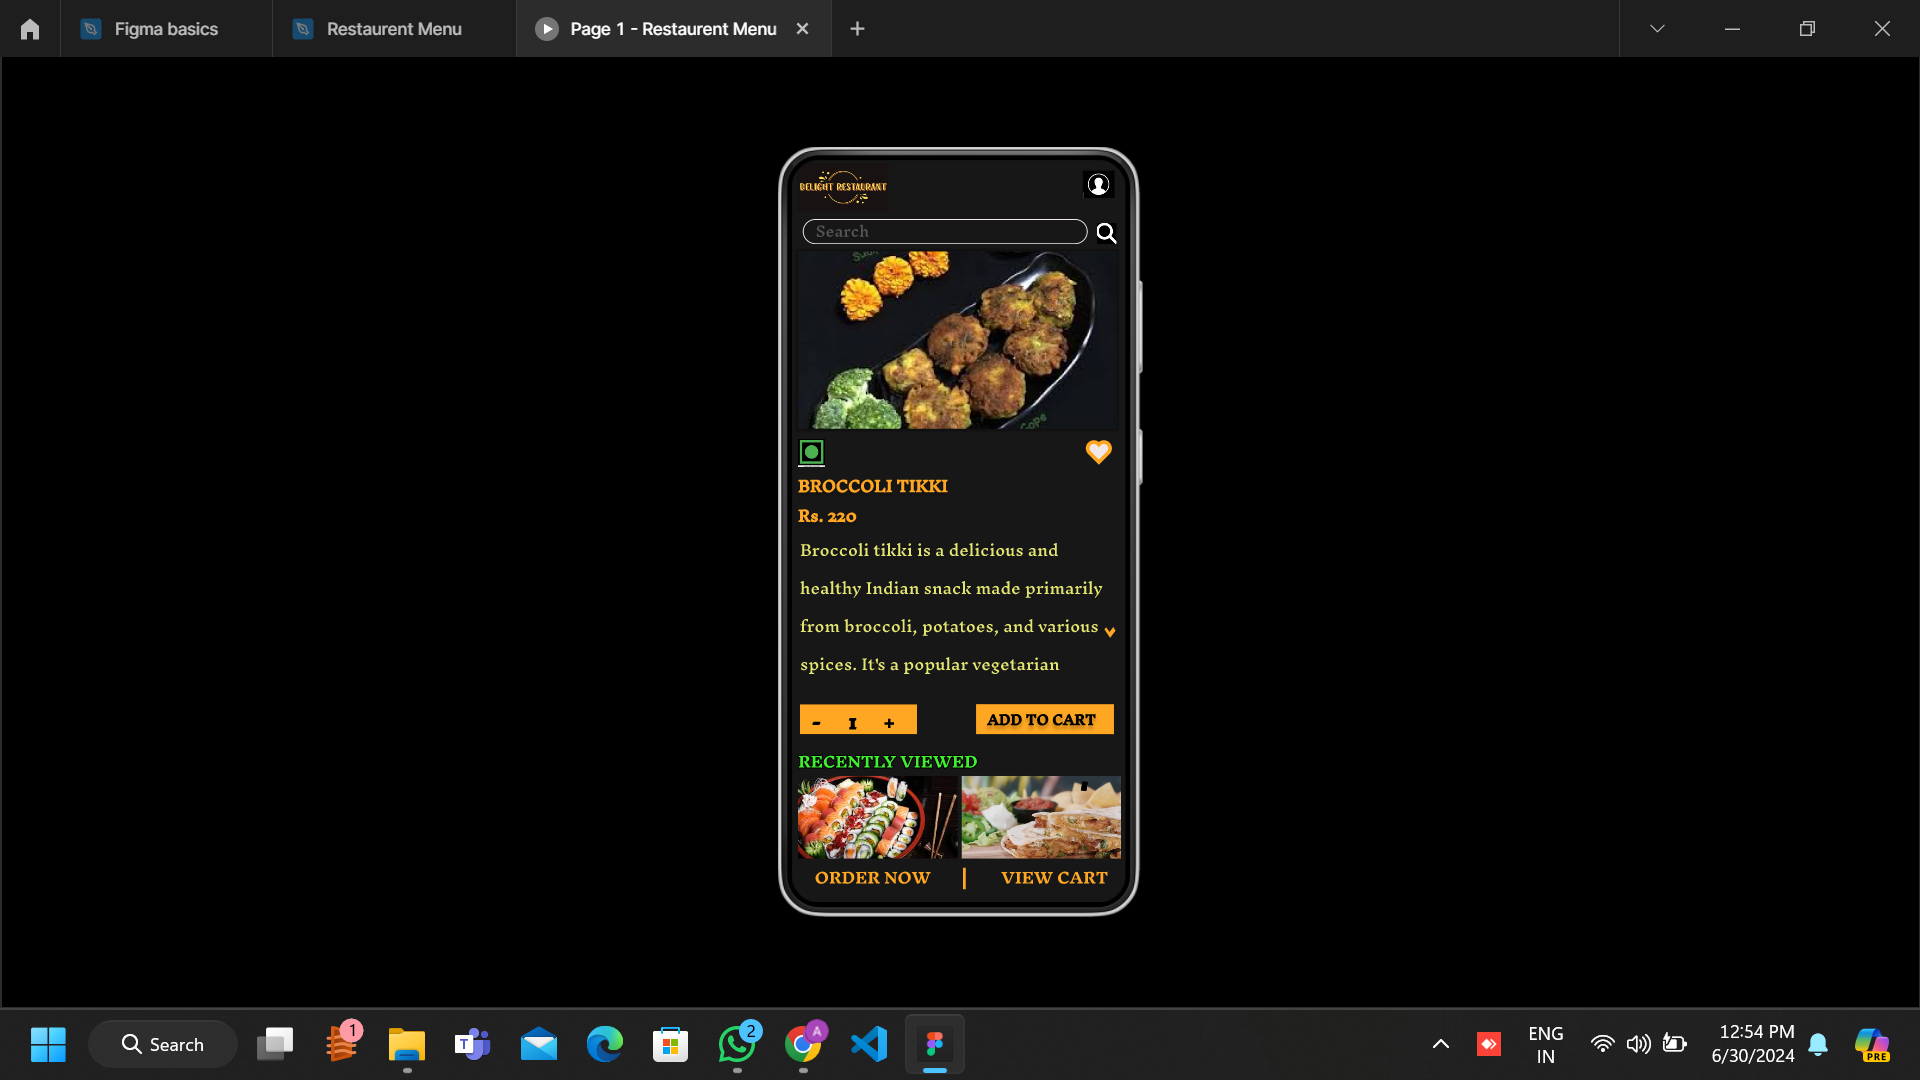 Figma basics
Restaurent Menu
Page 1 - Restaurent Menu
DELIGHT RESTAURANT
Search
BROCCOLI TIKKI
Rs. 220
Broccoli tikki is a delicious and
healthy Indian snack made primarily
from broccoli, potatoes, and various
spices. It's a popular vegetarian
- 1 +
ADD TO CART
RECENTLY VIEWED
ORDER NOW | VIEW CART
Search
1
2
A
ENG
IN
12:54 PM
6/30/2024
PRE